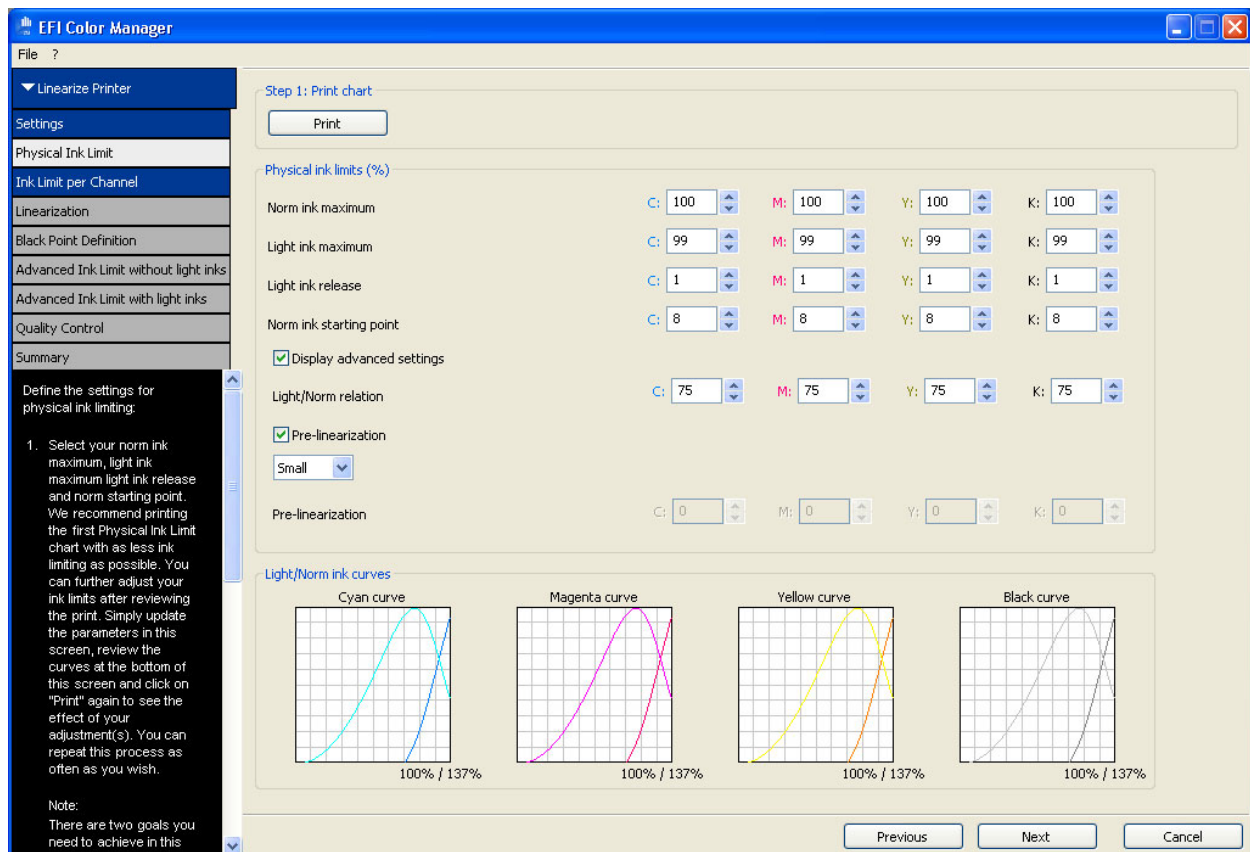 EFI Color Manager
File ?
Linearize Printer
Settings
Physical Ink Limit
Ink Limit per Channel
Linearization
Black Point Definition
Advanced Ink Limit without light inks
Advanced Ink Limit with light inks
Quality Control
Summary
Define the settings for
physical ink limiting:
1. Select your norm ink
maximum, light ink
maximum light ink release
and norm starting point.
We recommend printing
the first Physical Ink Limit
chart with as less ink
limiting as possible. You
can further adjust your
ink limits after reviewing
the print. Simply update
the parameters in this
screen, review the
curves at the bottom of
this screen and click on
"Print" again to see the
effect of your
adjustment(s). You can
repeat this process as
often as you wish.
Note:
There are two goals you
need to achieve in this
Step 1: Print chart
Print
Physical ink limits (%)
Norm ink maximum C: 100 M: 100 Y: 100 K: 100
Light ink maximum C: 99 M: 99 Y: 99 K: 99
Light ink release C: 1 M: 1 Y: 1 K: 1
Norm ink starting point C: 8 M: 8 Y: 8 K: 8
Display advanced settings
Light/Norm relation C: 75 M: 75 Y: 75 K: 75
Pre-linearization
Small
Pre-linearization C: 0 M: 0 Y: 0 K: 0
Light/Norm ink curves
Cyan curve Magenta curve Yellow curve Black curve
100% / 137% 100% / 137% 100% / 137% 100% / 137%
Previous Next Cancel